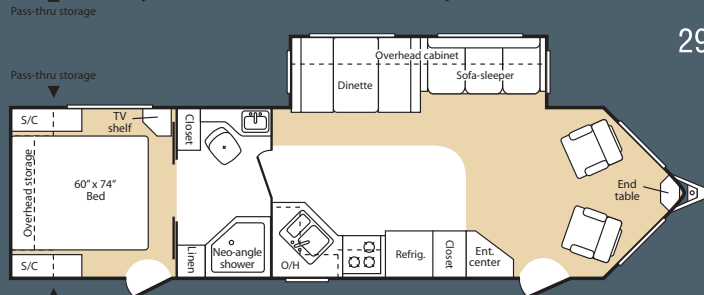 Pass-thru storage
29
Pass-thru storage
S/C
TV
shelf
Closet
Overhead cabinet
Dinette
Sofa-sleeper
Overhead storage
60” x 74”
Bed
End
table
S/C
Linen
Neo-angle
shower
O/H
Refrig.
Closet
Ent.
center